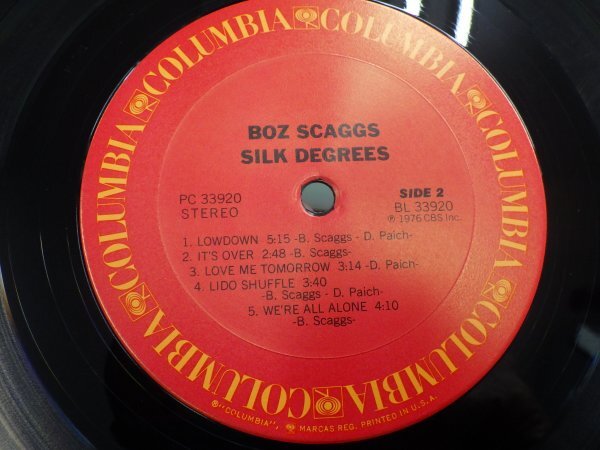 COLUMBIA COLUMBIA COLUMBIA COLUMBIA COLUMBIA COLUMBIA
BOZ SCAGGS
SILK DEGREES
PC 33920
STEREO
SIDE 2
BL 33920
℗ 1976 CBS Inc.
1. LOWDOWN 5:15 -B. Scaggs - D. Paich-
2. IT'S OVER 2:48 -B. Scaggs-
3. LOVE ME TOMORROW 3:14 -D. Paich-
4. LIDO SHUFFLE 3:40
-B. Scaggs - D. Paich-
5. WE'RE ALL ALONE 4:10
-B. Scaggs-
®"COLUMBIA", MARCAS REG. PRINTED IN U.S.A.